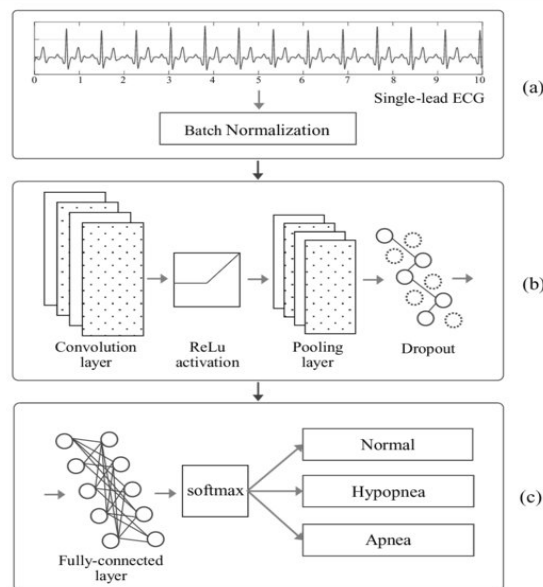 0 1 2 3 4 5 6 7 8 9 10
Single-lead ECG
(a)
Batch Normalization
(b)
Convolution
layer
ReLu
activation
Pooling
layer
Dropout
Normal
softmax
Hypopnea
(c)
Apnea
Fully-connected
layer